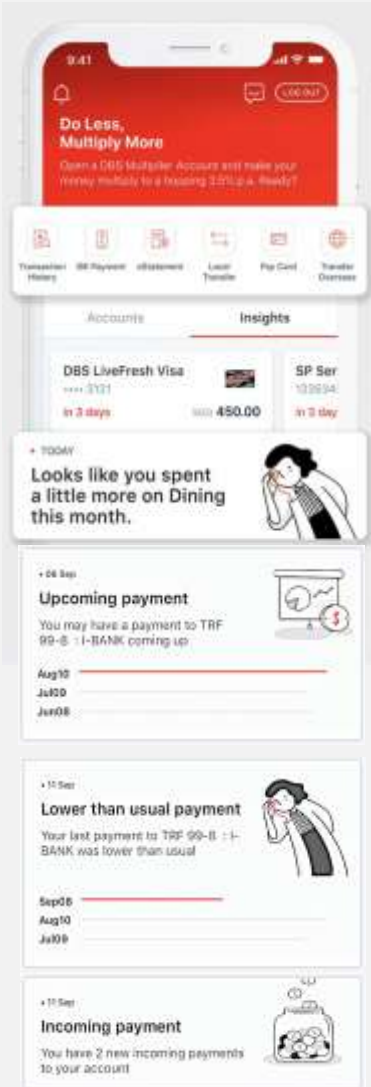 9:41
LOG OUT
Do Less,
Multiply More
Open a DBS Multiplier Account and make your
money multiply to a hopping 3.5% p.a. Ready?
Transaction History
Bill Payment
eStatement
Local Transfer
Pay Card
Transfer Overseas
Accounts
Insights
DBS LiveFresh Visa
3131
in 3 days
450.00
SP Ser
in 3 day
• TODAY
Looks like you spent
a little more on Dining
this month.
• 06 Sep
Upcoming payment
You may have a payment to TRF
99-8 : I-BANK coming up
Aug10
Jul09
Jun08
• 11 Sep
Lower than usual payment
Your last payment to TRF 99-8 : I-
BANK was lower than usual
Sep08
Aug10
Jul09
• 11 Sep
Incoming payment
You have 2 new incoming payments
to your account